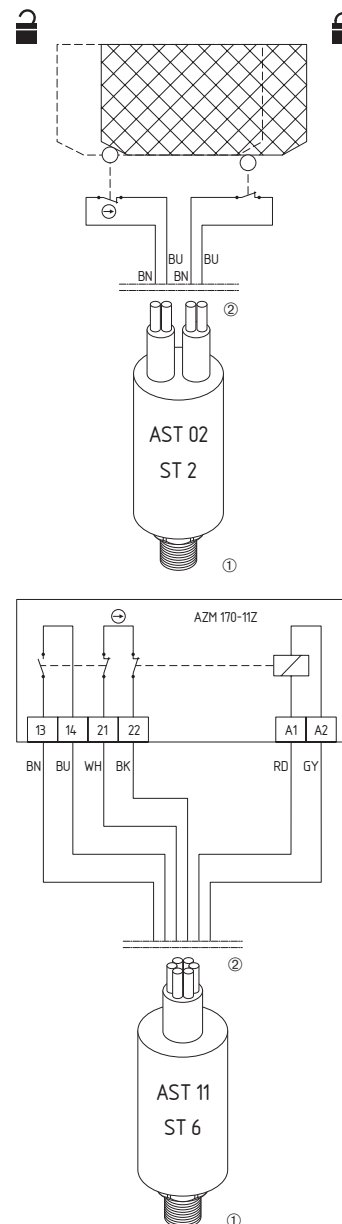 BU BU
BN BN
②
AST 02
ST 2
①
AZM 170-11Z
13 14 21 22 A1 A2
BN BU WH BK RD GY
②
AST 11
ST 6
①